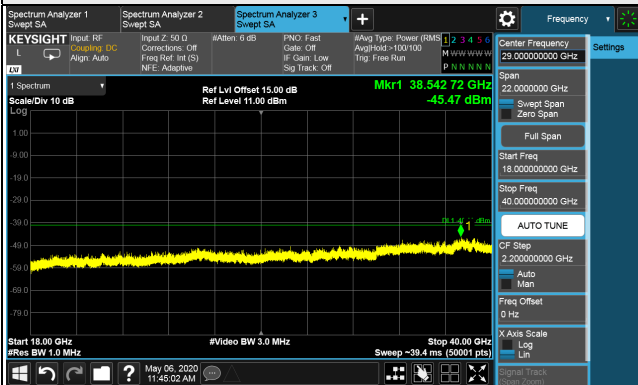 Spectrum Analyzer 1
Swept SA
Spectrum Analyzer 2
Swept SA
Spectrum Analyzer 3
Swept SA
Frequency
KEYSIGHT
L
LXI
Input: RF
Coupling: DC
Align: Auto
Input Z: 50 Ω
Corrections: Off
Freq Ref: Int (S)
NFE: Adaptive
#Atten: 6 dB
PNO: Fast
Gate: Off
IF Gain: Low
Sig Track: Off
#Avg Type: Power (RMS
Avg|Hold:>100/100
Trig: Free Run
1 2 3 4 5 6
M W W W W W
P N N N N N
1 Spectrum
Scale/Div 10 dB
Log
Ref Lvl Offset 15.00 dB
Ref Level 11.00 dBm
Mkr1 38.542 72 GHz
-45.47 dBm
1.00
-9.00
-19.0
-29.0
-39.0
-49.0
-59.0
-69.0
-79.0
dBm
1
Start 18.00 GHz
#Res BW 1.0 MHz
#Video BW 3.0 MHz
Stop 40.00 GHz
Sweep ~39.4 ms (50001 pts)
Center Frequency
29.000000000 GHz
Settings
Span
22.0000000 GHz
Swept Span
Zero Span
Full Span
Start Freq
18.000000000 GHz
Stop Freq
40.000000000 GHz
AUTO TUNE
CF Step
2.200000000 GHz
Auto
Man
Freq Offset
0 Hz
X Axis Scale
Log
Lin
Signal Track
(Span Zoom)
?
May 06, 2020
11:45:02 AM